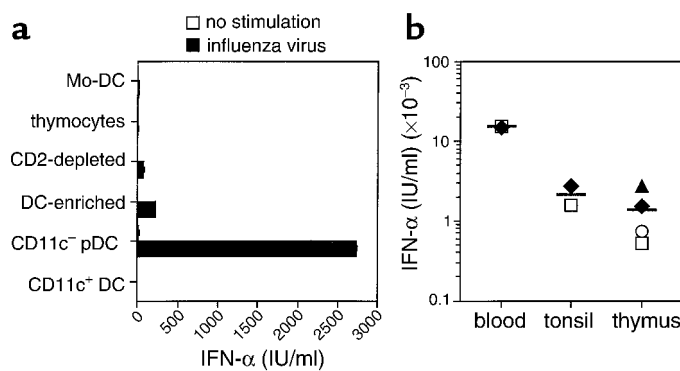 a
no stimulation
influenza virus
Mo-DC
thymocytes
CD2-depleted
DC-enriched
CD11c⁻ pDC
CD11c⁺ DC
0
500
1000
1500
2000
2500
3000
IFN-α (IU/ml)
b
IFN-α (IU/ml) (×10⁻³)
100
10
1
0.1
blood tonsil thymus